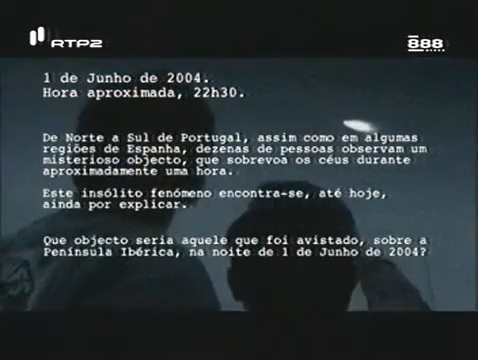 RTP2
888
1 de Junho de 2004.
Hora aproximada, 22h30.
De Norte a Sul de Portugal, assim como em algumas
regiões de Espanha, dezenas de pessoas observam um
misterioso objecto, que sobrevoa os céus durante
aproximadamente uma hora.
Este insólito fenómeno encontra-se, até hoje,
ainda por explicar.
Que objecto seria aquele que foi avistado, sobre a
Península Ibérica, na noite de 1 de Junho de 2004?